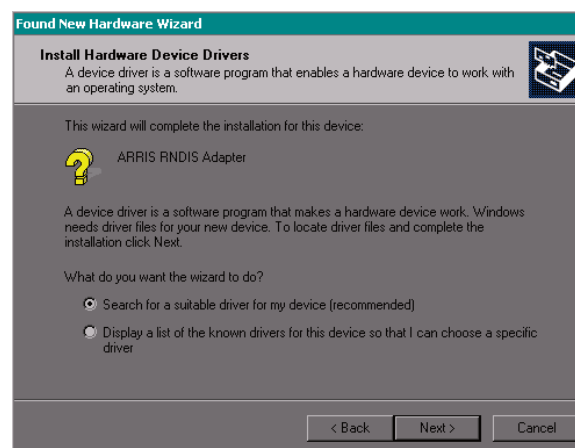 Found New Hardware Wizard
Install Hardware Device Drivers
A device driver is a software program that enables a hardware device to work with
an operating system.
This wizard will complete the installation for this device:
ARRIS RNDIS Adapter
A device driver is a software program that makes a hardware device work. Windows
needs driver files for your new device. To locate driver files and complete the
installation click Next.
What do you want the wizard to do?
Search for a suitable driver for my device (recommended)
Display a list of the known drivers for this device so that I can choose a specific
driver
< Back Next > Cancel